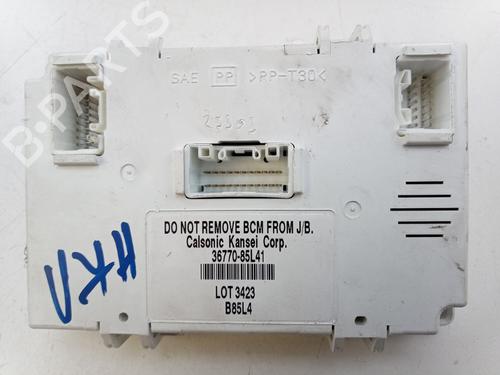 B-PARTS
SAE PP >PP-T30<
DO NOT REMOVE BCM FROM J/B.
Calsonic Kansei Corp.
36770-85L41
LOT 3423
B85L4